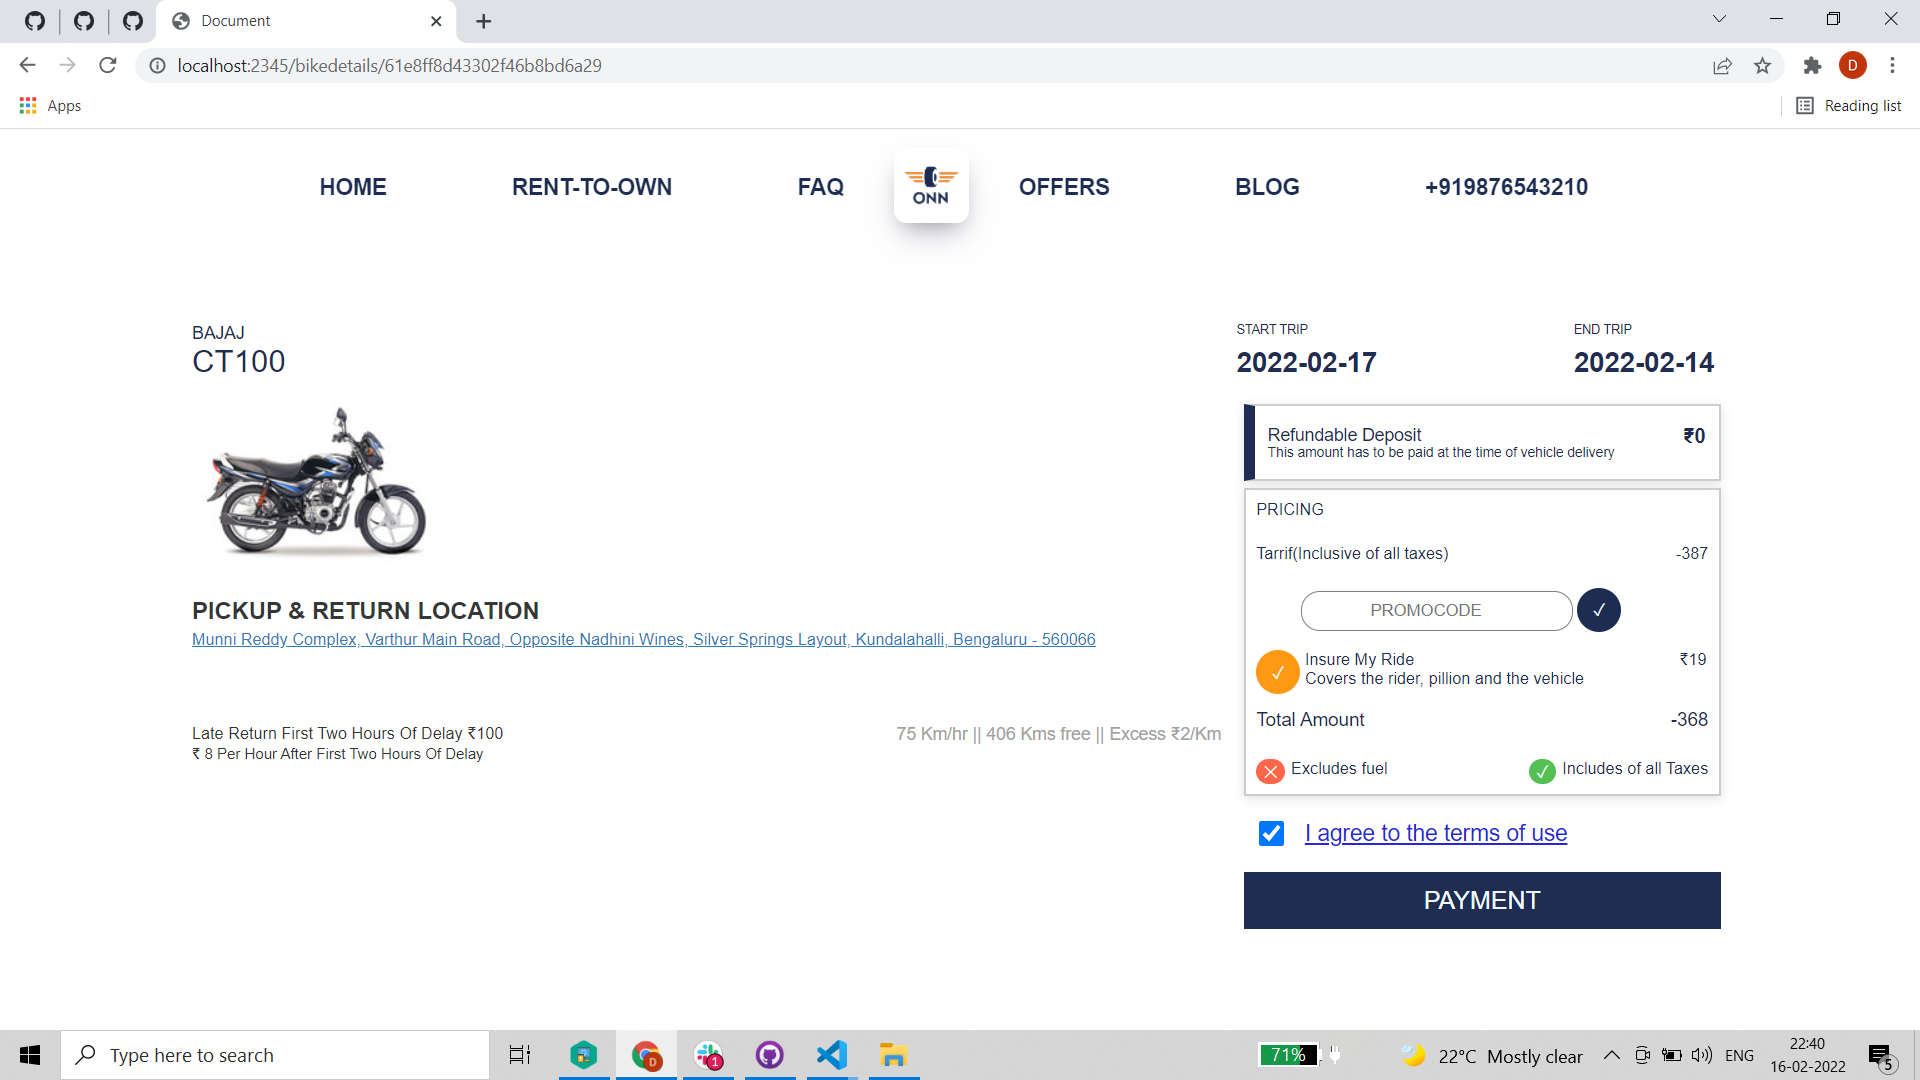 Document
localhost:2345/bikedetails/61e8ff8d43302f46b8bd6a29
D
Apps
Reading list
HOME
RENT-TO-OWN
FAQ
ONN
OFFERS
BLOG
+919876543210
BAJAJ
CT100
START TRIP
END TRIP
2022-02-17
2022-02-14
Refundable Deposit
₹0
This amount has to be paid at the time of vehicle delivery
PRICING
Tarrif(Inclusive of all taxes)
-387
PROMOCODE
PICKUP & RETURN LOCATION
Munni Reddy Complex, Varthur Main Road, Opposite Nadhini Wines, Silver Springs Layout, Kundalahalli, Bengaluru - 560066
Insure My Ride
₹19
Covers the rider, pillion and the vehicle
Total Amount
-368
Late Return First Two Hours Of Delay ₹100
₹ 8 Per Hour After First Two Hours Of Delay
75 Km/hr || 406 Kms free || Excess ₹2/Km
Excludes fuel
Includes of all Taxes
I agree to the terms of use
PAYMENT
Type here to search
D
1
71%
22°C Mostly clear
ENG
22:40
16-02-2022
5